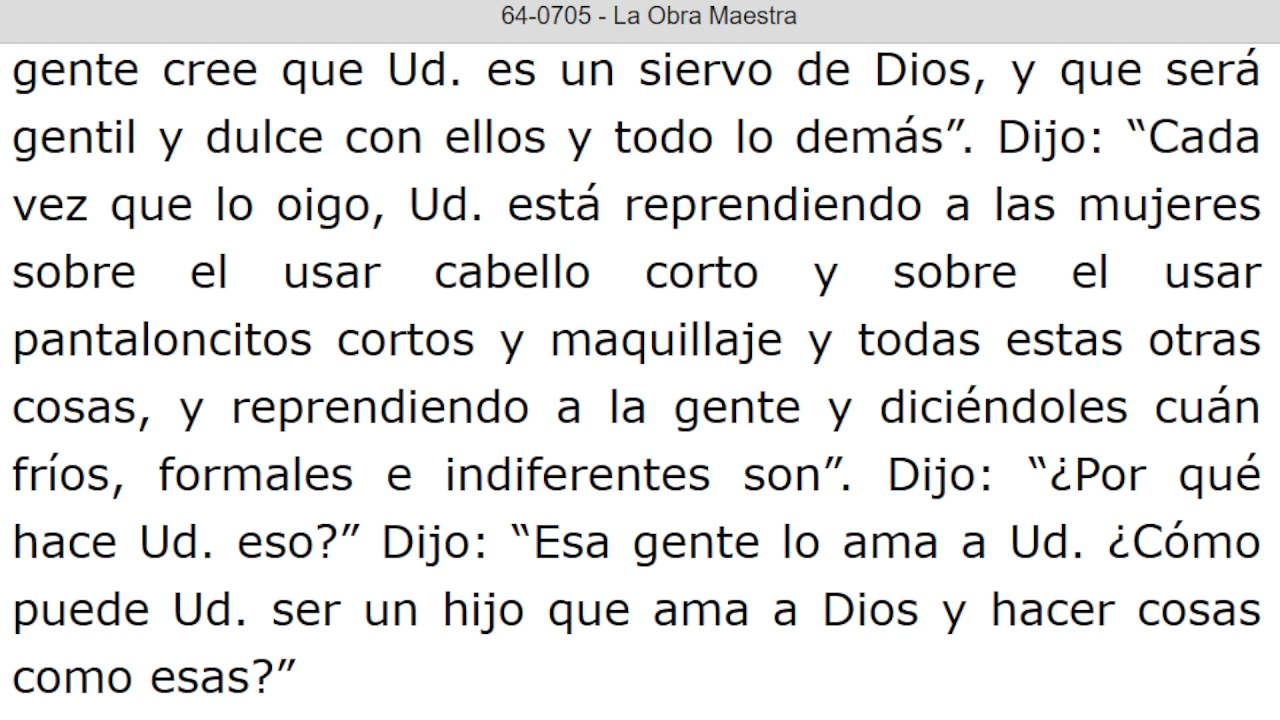 64-0705 - La Obra Maestra
gente cree que Ud. es un siervo de Dios, y que será
gentil y dulce con ellos y todo lo demás”. Dijo: “Cada
vez que lo oigo, Ud. está reprendiendo a las mujeres
sobre el usar cabello corto y sobre el usar
pantaloncitos cortos y maquillaje y todas estas otras
cosas, y reprendiendo a la gente y diciéndoles cuán
fríos, formales e indiferentes son”. Dijo: “¿Por qué
hace Ud. eso?” Dijo: “Esa gente lo ama a Ud. ¿Cómo
puede Ud. ser un hijo que ama a Dios y hacer cosas
como esas?”